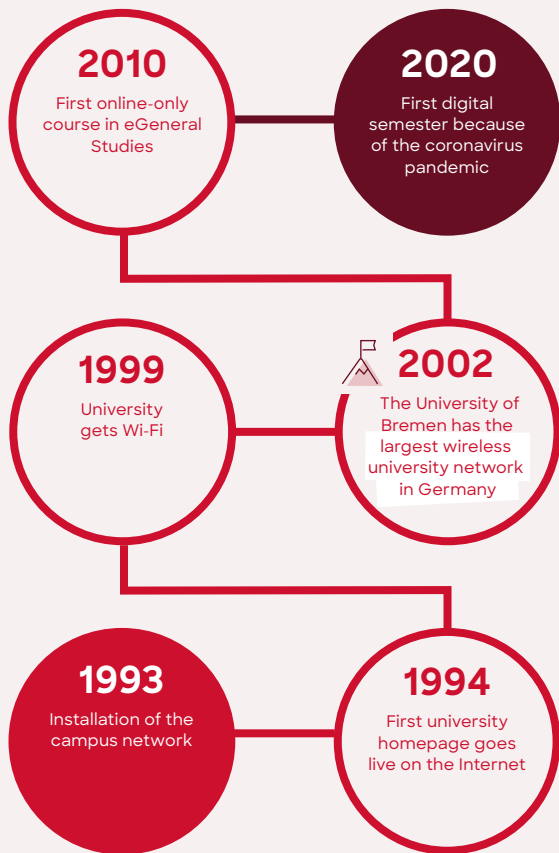 2010
First online-only
course in eGeneral
Studies
2020
First digital
semester because
of the coronavirus
pandemic
1999
University
gets Wi-Fi
2002
The University of
Bremen has the
largest wireless
university network
in Germany
1993
Installation of the
campus network
1994
First university
homepage goes
live on the Internet